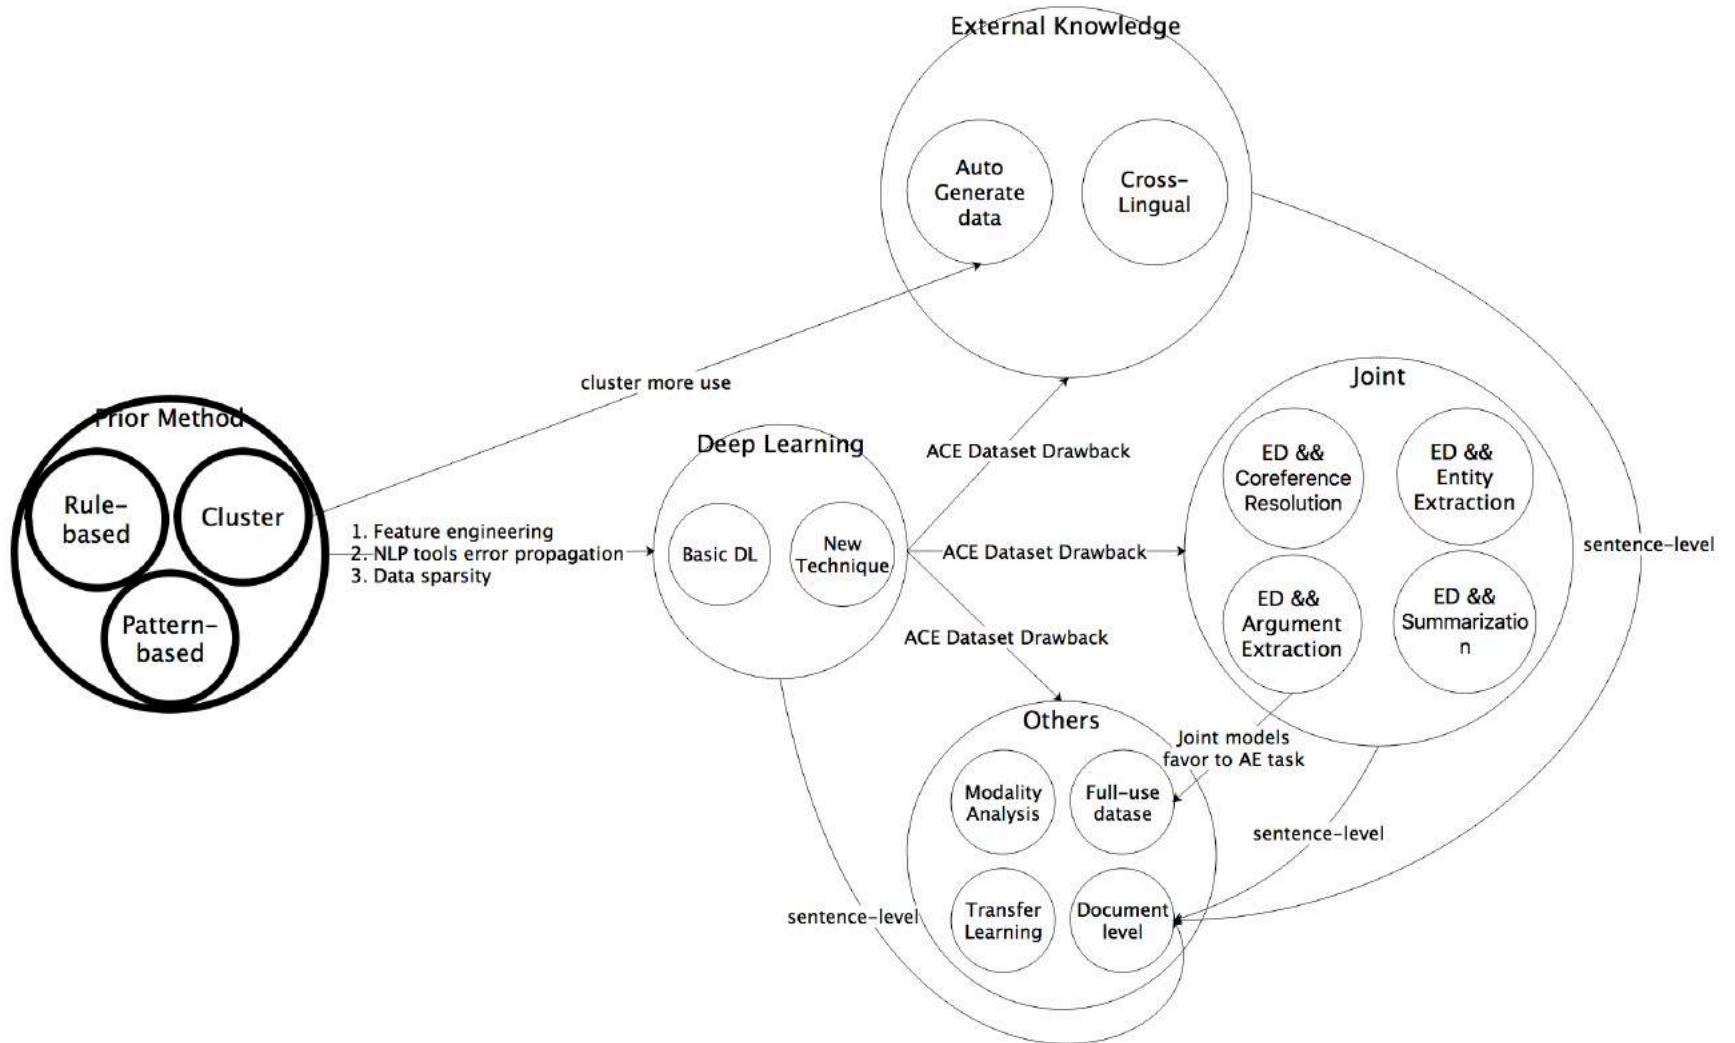 External Knowledge
Auto
Generate
data
Cross-
Lingual
cluster more use
Prior Method
Rule-
based
Cluster
Pattern-
based
1. Feature engineering
2. NLP tools error propagation
3. Data sparsity
Deep Learning
Basic DL
New
Technique
ACE Dataset Drawback
ACE Dataset Drawback
ACE Dataset Drawback
Joint
ED &&
Coreference
Resolution
ED &&
Entity
Extraction
ED &&
Argument
Extraction
ED &&
Summarizatio
n
sentence-level
Others
Joint models
favor to AE task
Modality
Analysis
Full-use
datase
Transfer
Learning
Document
level
sentence-level
sentence-level